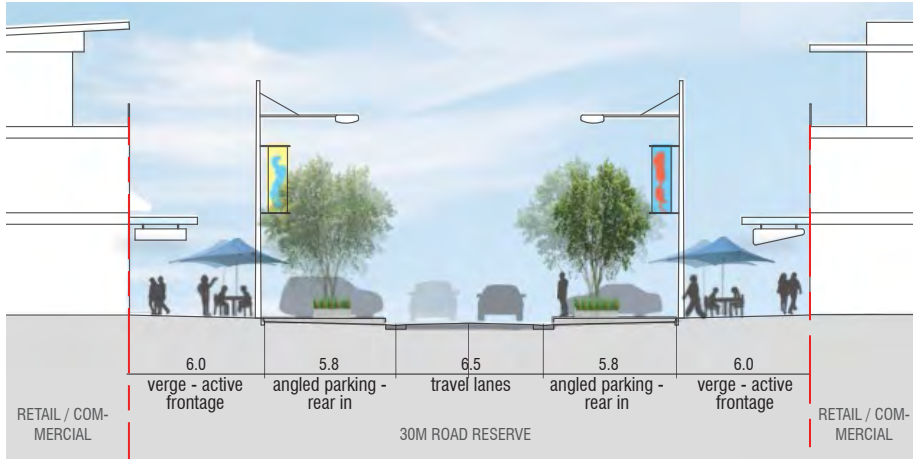 6.0
verge - active
frontage
5.8
angled parking -
rear in
6.5
travel lanes
5.8
angled parking -
rear in
6.0
verge - active
frontage
RETAIL / COM-
MERCIAL
30M ROAD RESERVE
RETAIL / COM-
MERCIAL